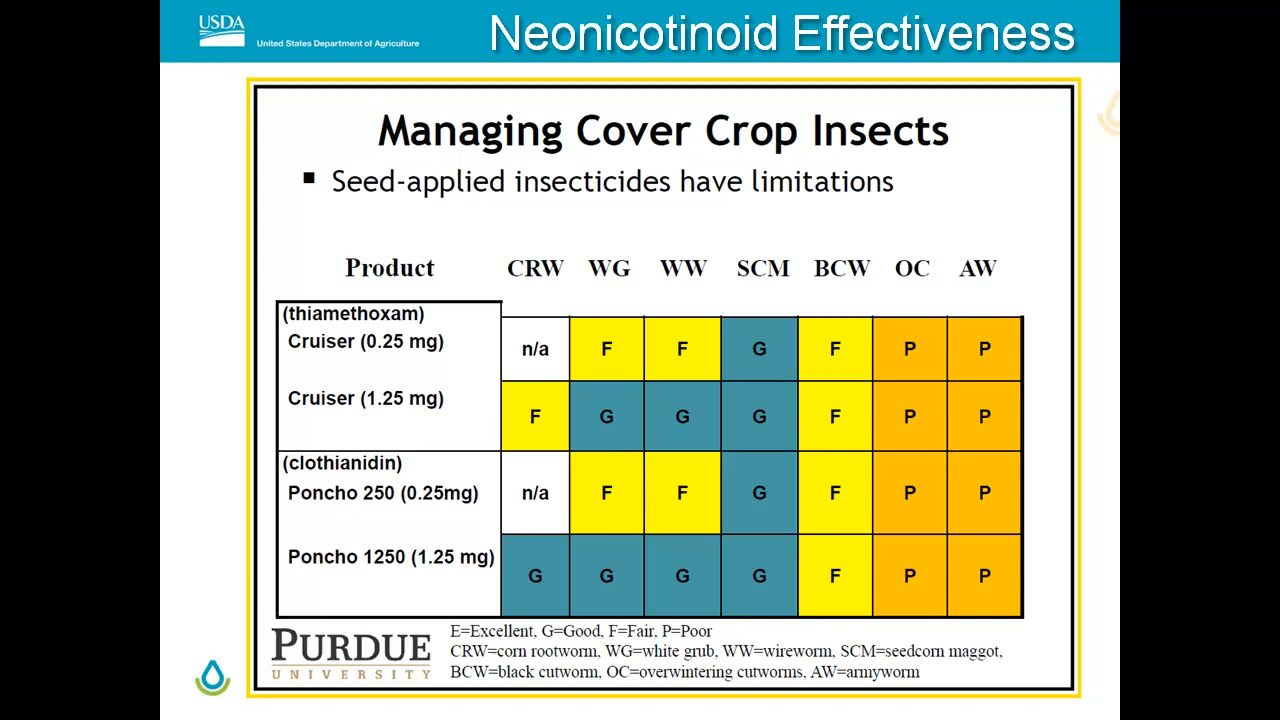 USDA
United States Department of Agriculture
Neonicotinoid Effectiveness
Managing Cover Crop Insects
▪ Seed-applied insecticides have limitations
Product CRW WG WW SCM BCW OC AW
(thiamethoxam)
Cruiser (0.25 mg) n/a F F G F P P
Cruiser (1.25 mg) F G G G F P P
(clothianidin)
Poncho 250 (0.25mg) n/a F F G F P P
Poncho 1250 (1.25 mg) G G G G F P P
PURDUE
UNIVERSITY
E=Excellent, G=Good, F=Fair, P=Poor
CRW=corn rootworm, WG=white grub, WW=wireworm, SCM=seedcorn maggot,
BCW=black cutworm, OC=overwintering cutworms, AW=armyworm